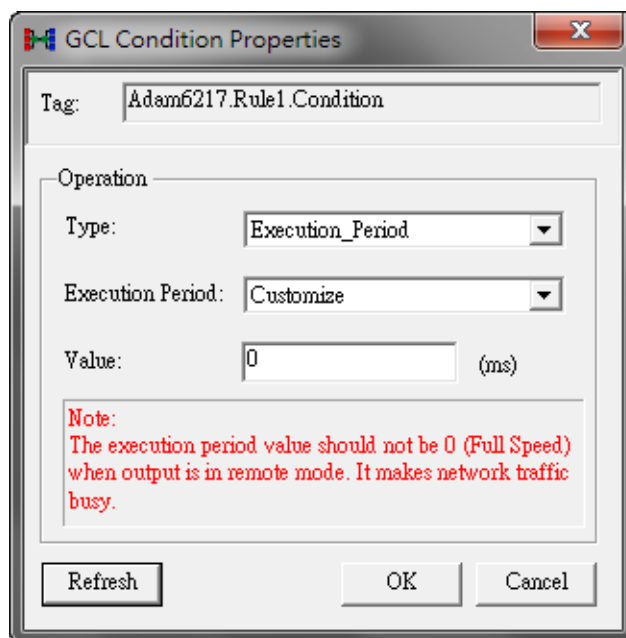 GCL Condition Properties
Tag: Adam6217.Rule1.Condition
Operation
Type: Execution_Period
Execution Period: Customize
Value: 0 (ms)
Note:
The execution period value should not be 0 (Full Speed)
when output is in remote mode. It makes network traffic
busy.
Refresh OK Cancel